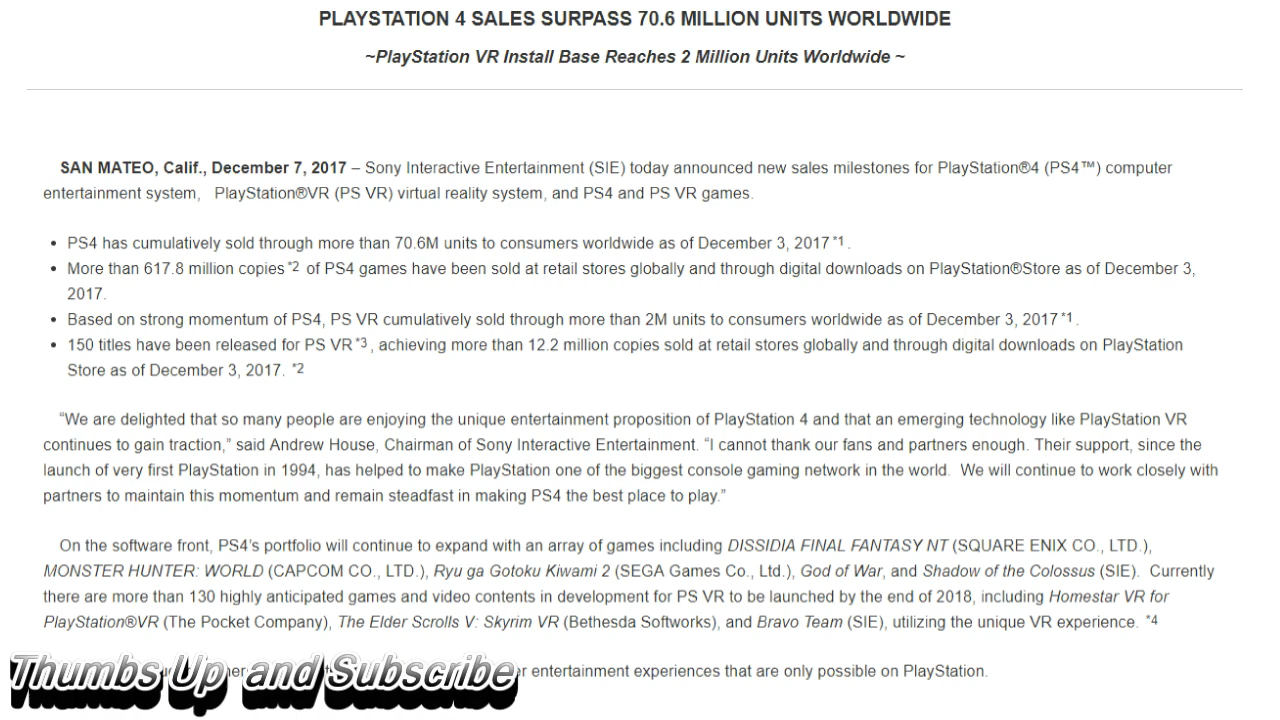 PLAYSTATION 4 SALES SURPASS 70.6 MILLION UNITS WORLDWIDE
~PlayStation VR Install Base Reaches 2 Million Units Worldwide ~
SAN MATEO, Calif., December 7, 2017 – Sony Interactive Entertainment (SIE) today announced new sales milestones for PlayStation®4 (PS4™) computer
entertainment system, PlayStation®VR (PS VR) virtual reality system, and PS4 and PS VR games.
• PS4 has cumulatively sold through more than 70.6M units to consumers worldwide as of December 3, 2017*1.
• More than 617.8 million copies*2 of PS4 games have been sold at retail stores globally and through digital downloads on PlayStation®Store as of December 3,
2017.
• Based on strong momentum of PS4, PS VR cumulatively sold through more than 2M units to consumers worldwide as of December 3, 2017*1.
• 150 titles have been released for PS VR*3, achieving more than 12.2 million copies sold at retail stores globally and through digital downloads on PlayStation
Store as of December 3, 2017. *2
“We are delighted that so many people are enjoying the unique entertainment proposition of PlayStation 4 and that an emerging technology like PlayStation VR
continues to gain traction,” said Andrew House, Chairman of Sony Interactive Entertainment. “I cannot thank our fans and partners enough. Their support, since the
launch of very first PlayStation in 1994, has helped to make PlayStation one of the biggest console gaming network in the world. We will continue to work closely with
partners to maintain this momentum and remain steadfast in making PS4 the best place to play.”
On the software front, PS4’s portfolio will continue to expand with an array of games including DISSIDIA FINAL FANTASY NT (SQUARE ENIX CO., LTD.),
MONSTER HUNTER: WORLD (CAPCOM CO., LTD.), Ryu ga Gotoku Kiwami 2 (SEGA Games Co., Ltd.), God of War, and Shadow of the Colossus (SIE). Currently
there are more than 130 highly anticipated games and video contents in development for PS VR to be launched by the end of 2018, including Homestar VR for
PlayStation®VR (The Pocket Company), The Elder Scrolls V: Skyrim VR (Bethesda Softworks), and Bravo Team (SIE), utilizing the unique VR experience. *4
entertainment experiences that are only possible on PlayStation.
Thumbs Up and Subscribe